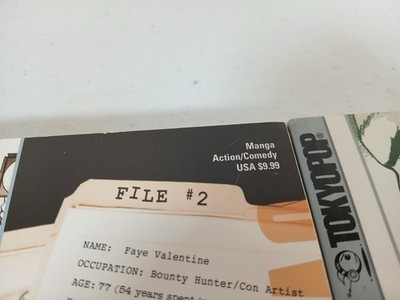 Manga
Action/Comedy
USA $9.99
FILE #2
NAME: Faye Valentine
OCCUPATION: Bounty Hunter/Con Artist
AGE: 77 (54 years spent
TOKYOPOP®